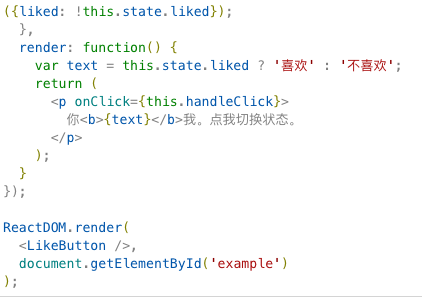 ({liked: !this.state.liked});
  },
  render: function() {
    var text = this.state.liked ? '喜欢' : '不喜欢';
    return (
      <p onClick={this.handleClick}>
        你<b>{text}</b>我。点我切换状态。
      </p>
    );
  }
});

ReactDOM.render(
  <LikeButton />,
  document.getElementById('example')
);